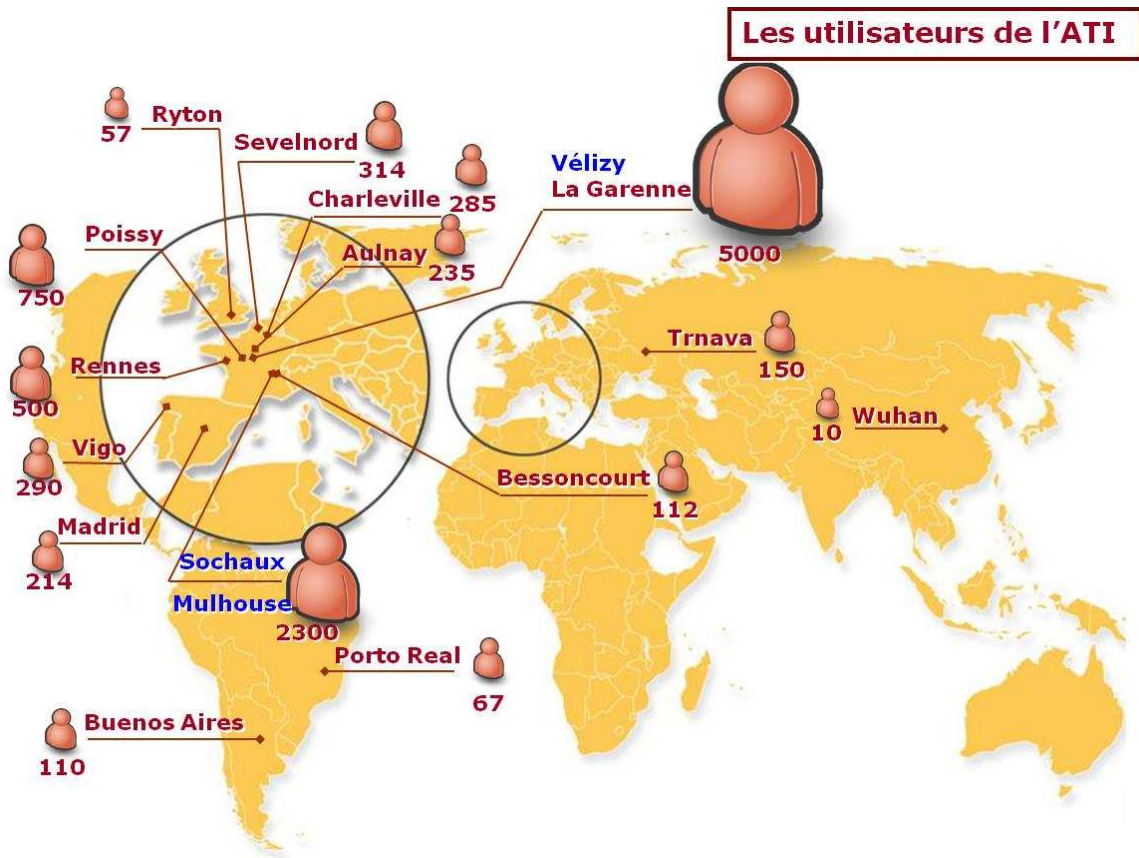 Les utilisateurs de l'ATI
Ryton
57
Sevelnord
314
Charleville
285
Vélizy
La Garenne
5000
Poissy
750
Aulnay
235
Rennes
500
Trnava
150
Wuhan
10
Vigo
290
Bessoncourt
112
Madrid
214
Sochaux
Mulhouse
2300
Porto Real
67
Buenos Aires
110